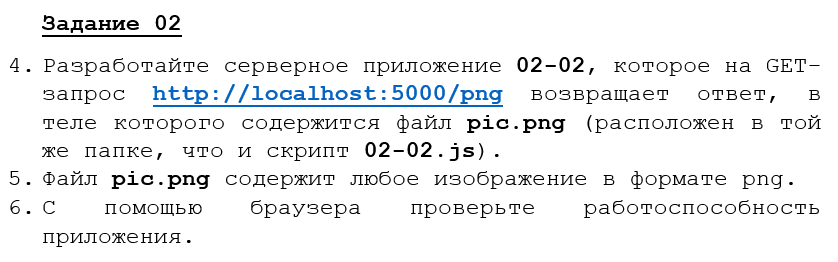 Задание 02
4. Разработайте серверное приложение 02-02, которое на GET-
запрос http://localhost:5000/png возвращает ответ, в
теле которого содержится файл pic.png (расположен в той
же папке, что и скрипт 02-02.js).
5. Файл pic.png содержит любое изображение в формате png.
6. С помощью браузера проверьте работоспособность
приложения.